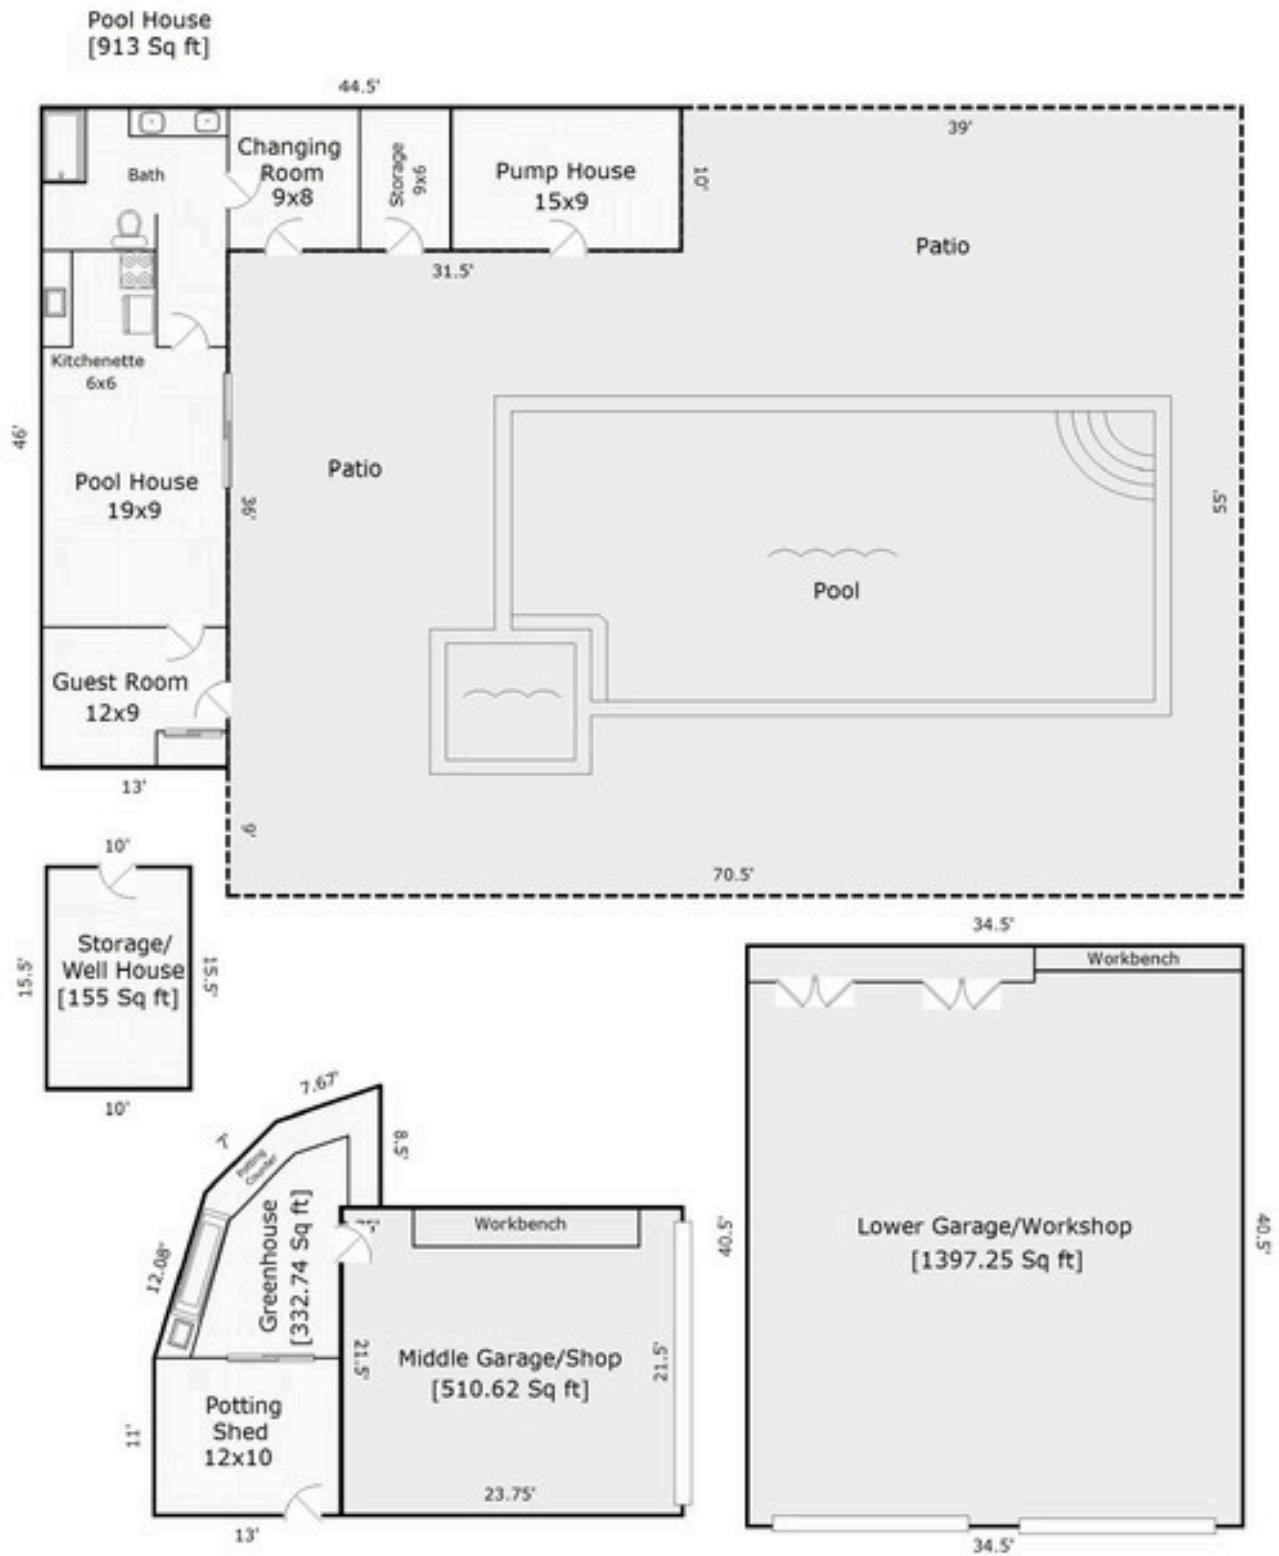 Pool House
[913 Sq ft]
44.5'
39'
Changing
Room
9x8
Storage
9x6
Pump House
15x9
10'
Bath
Patio
31.5'
Kitchenette
6x6
46'
Pool House
19x9
Patio
36'
55'
Pool
Guest Room
12x9
13'
9'
70.5'
10'
Storage/
Well House
[155 Sq ft]
15.5'
15.5'
10'
34.5'
Workbench
Lower Garage/Workshop
[1397.25 Sq ft]
40.5'
40.5'
34.5'
7.67'
7'
8.5'
Potting
Counter
12.08'
Greenhouse
[332.74 Sq ft]
Workbench
21.5'
Middle Garage/Shop
[510.62 Sq ft]
21.5'
23.75'
Potting
Shed
12x10
11'
13'